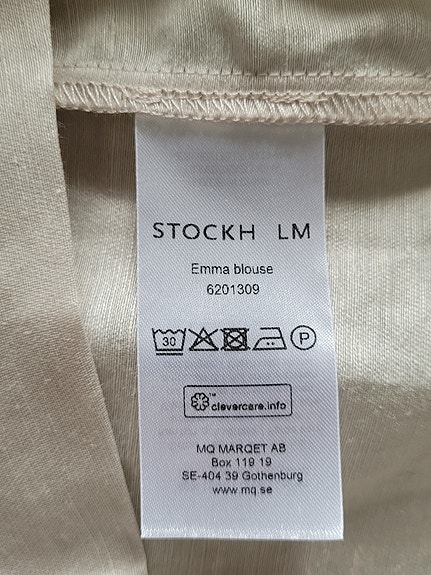 STOCKH LM
Emma blouse
6201309
30 P
clevercare.info
MQ MARQET AB
Box 119 19
SE-404 39 Gothenburg
www.mq.se